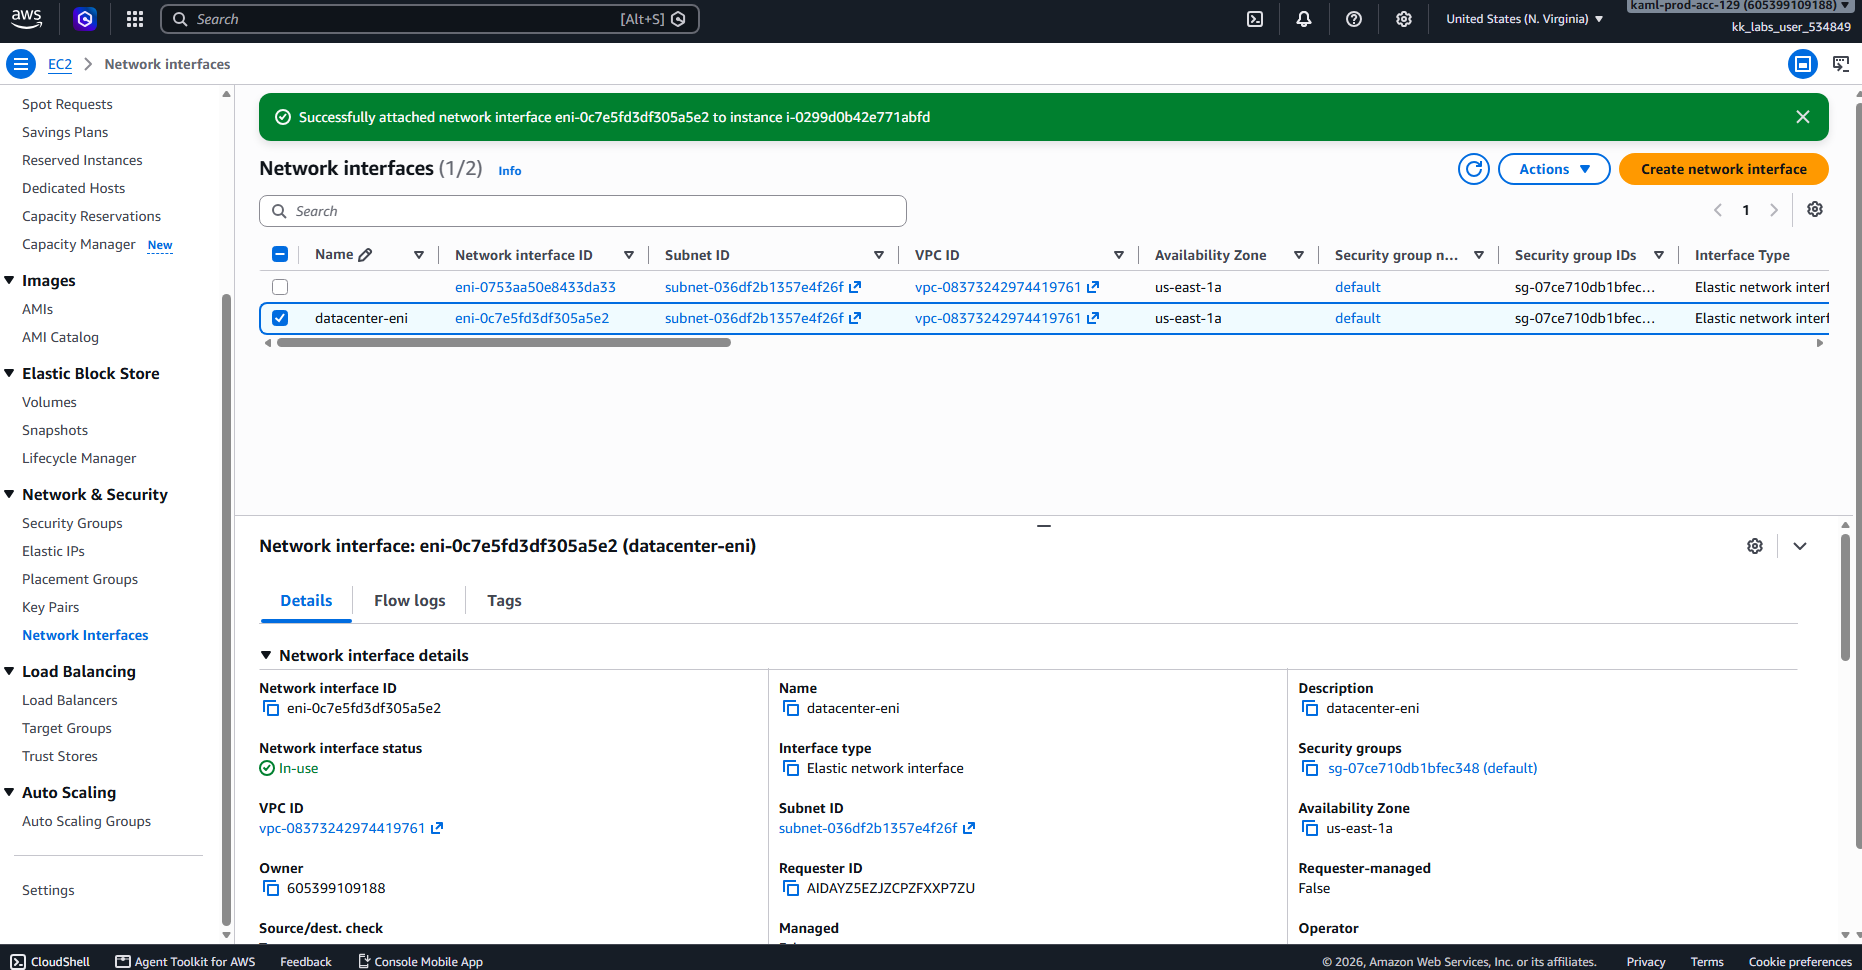 aws
Search [Alt+S]
United States (N. Virginia)
kaml-prod-acc-129 (605399109188)
kk_labs_user_534849
EC2 Network interfaces
Spot Requests
Savings Plans
Reserved Instances
Dedicated Hosts
Capacity Reservations
Capacity Manager New
Images
AMIs
AMI Catalog
Elastic Block Store
Volumes
Snapshots
Lifecycle Manager
Network & Security
Security Groups
Elastic IPs
Placement Groups
Key Pairs
Network Interfaces
Load Balancing
Load Balancers
Target Groups
Trust Stores
Auto Scaling
Auto Scaling Groups
Settings
Successfully attached network interface eni-0c7e5fd3df305a5e2 to instance i-0299d0b42e771abfd
Network interfaces (1/2) Info
Actions
Create network interface
Search
1
Name Network interface ID Subnet ID VPC ID Availability Zone Security group n... Security group IDs Interface Type
eni-0753aa50e8433da33 subnet-036df2b1357e4f26f vpc-08373242974419761 us-east-1a default sg-07ce710db1bfec... Elastic network interf
datacenter-eni eni-0c7e5fd3df305a5e2 subnet-036df2b1357e4f26f vpc-08373242974419761 us-east-1a default sg-07ce710db1bfec... Elastic network interf
Network interface: eni-0c7e5fd3df305a5e2 (datacenter-eni)
Details Flow logs Tags
Network interface details
Network interface ID
eni-0c7e5fd3df305a5e2
Name
datacenter-eni
Description
datacenter-eni
Network interface status
In-use
Interface type
Elastic network interface
Security groups
sg-07ce710db1bfec348 (default)
VPC ID
vpc-08373242974419761
Subnet ID
subnet-036df2b1357e4f26f
Availability Zone
us-east-1a
Owner
605399109188
Requester ID
AIDAYZ5EZJZCPZFXXP7ZU
Requester-managed
False
Source/dest. check
Managed
Operator
CloudShell Agent Toolkit for AWS Feedback Console Mobile App
© 2026, Amazon Web Services, Inc. or its affiliates. Privacy Terms Cookie preferences